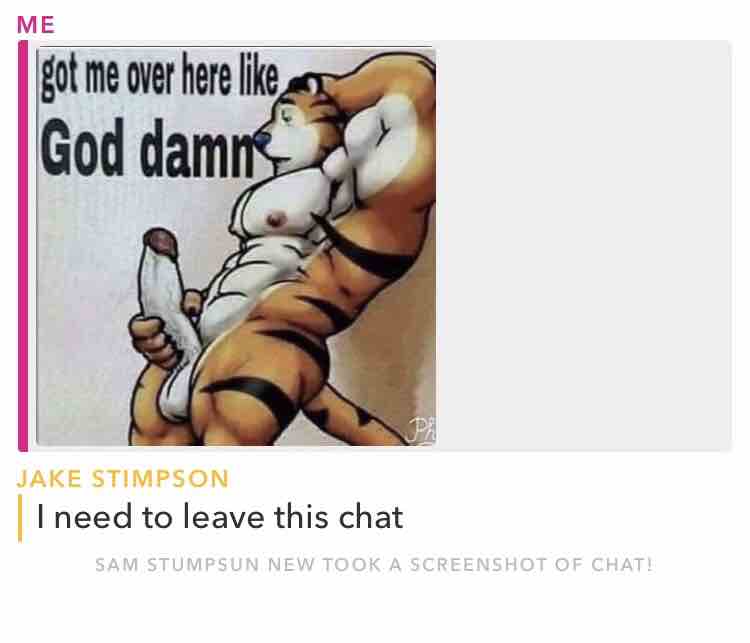 ME
got me over here like
God damn
Ph
JAKE STIMPSON
I need to leave this chat
SAM STUMPSUN NEW TOOK A SCREENSHOT OF CHAT!